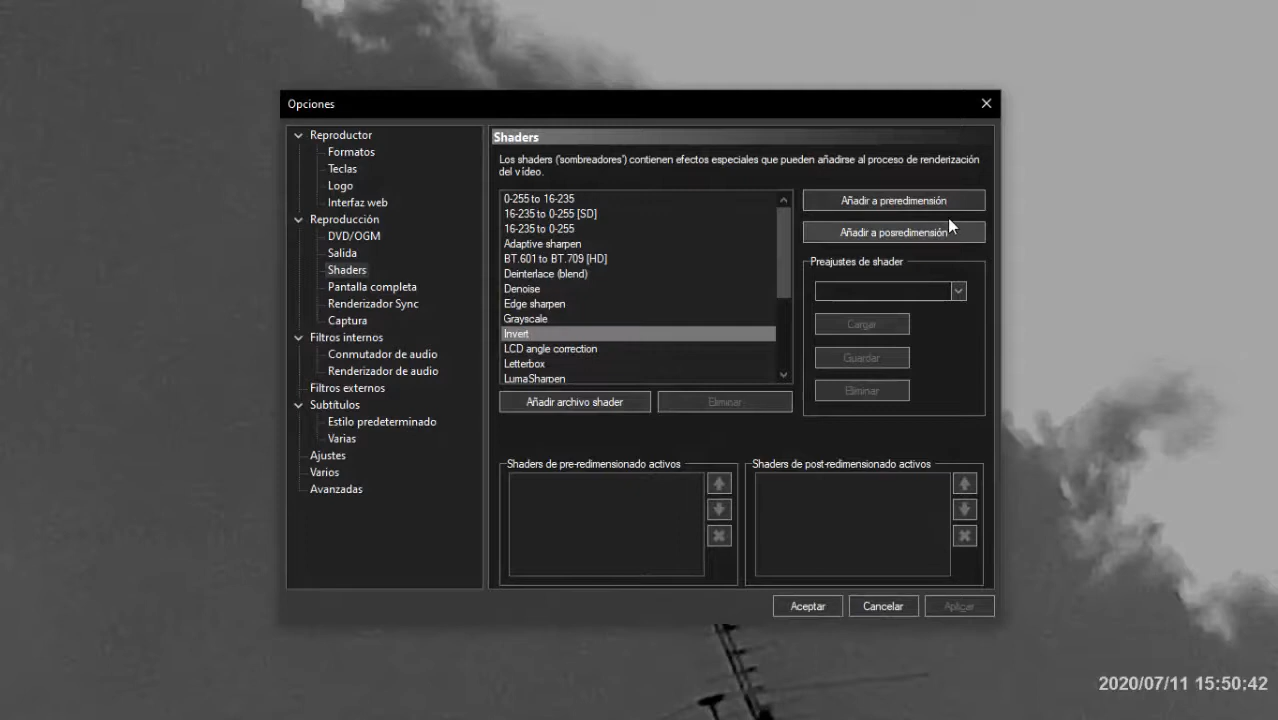 Opciones
Reproductor
Formatos
Teclas
Logo
Interfaz web
Reproducción
DVD/OGM
Salida
Shaders
Pantalla completa
Renderizador Sync
Captura
Filtros internos
Conmutador de audio
Renderizador de audio
Filtros externos
Subtítulos
Estilo predeterminado
Varias
Ajustes
Varios
Avanzadas
Shaders
Los shaders ('sombreadores') contienen efectos especiales que pueden añadirse al proceso de renderización
del vídeo.
0-255 to 16-235
16-235 to 0-255 [SD]
16-235 to 0-255
Adaptive sharpen
BT.601 to BT.709 [HD]
Deinterlace (blend)
Denoise
Edge sharpen
Grayscale
Invert
LCD angle correction
Letterbox
LumaSharpen
Añadir archivo shader
Eliminar
Añadir a preredimensión
Añadir a posredimensión
Preajustes de shader
Cargar
Guardar
Eliminar
Shaders de pre-redimensionado activos
Shaders de post-redimensionado activos
Aceptar
Cancelar
Aplicar
2020/07/11 15:50:42